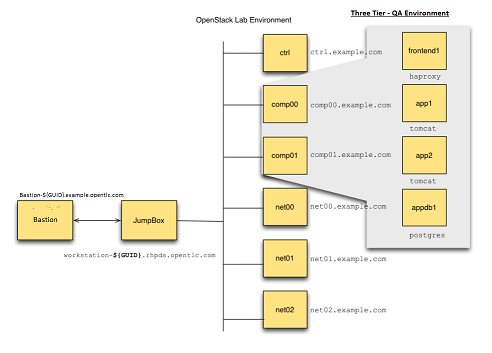 Three Tier - QA Environment
OpenStack Lab Environment
ctrl
ctrl.example.com
frontend1
haproxy
comp00
comp00.example.com
app1
tomcat
comp01
comp01.example.com
app2
tomcat
Bastion-${GUID}.example.opentlc.com
Bastion
JumpBox
workstation-${GUID}.rhpds.opentlc.com
net00
net00.example.com
appdb1
postgres
net01
net01.example.com
net02
net02.example.com